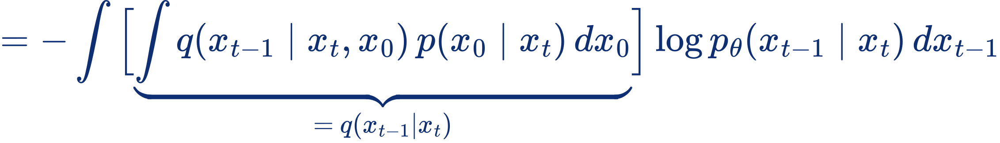 = − ∫ [ ∫ q(x_{t−1} | x_t, x_0) p(x_0 | x_t) dx_0 ] log p_θ(x_{t−1} | x_t) dx_{t−1}
= q(x_{t−1}|x_t)